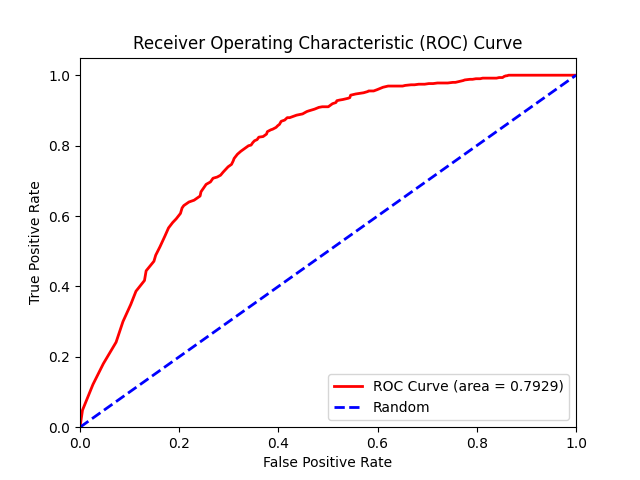 Receiver Operating Characteristic (ROC) Curve
True Positive Rate
1.0
0.8
0.6
0.4
0.2
0.0
0.0 0.2 0.4 0.6 0.8 1.0
False Positive Rate
ROC Curve (area = 0.7929)
Random